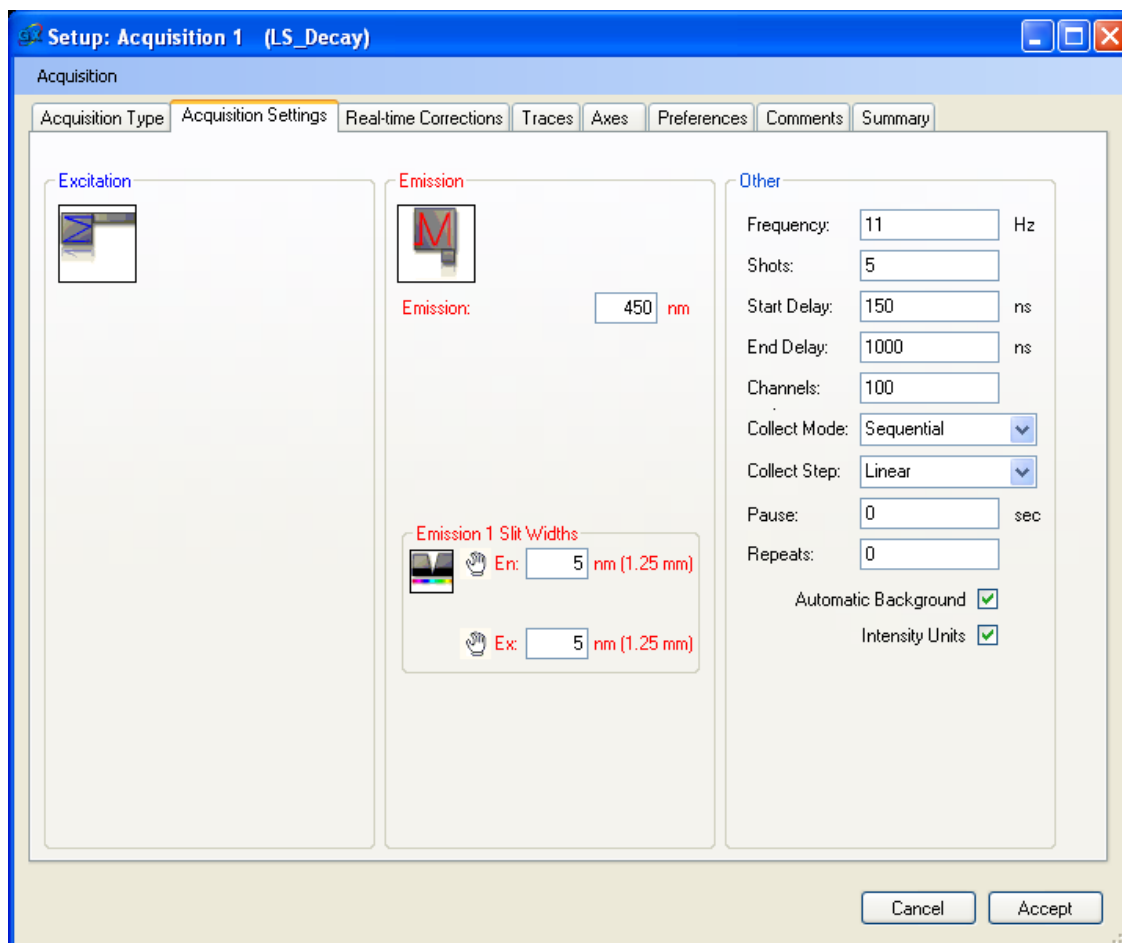 Setup: Acquisition 1 (LS_Decay)
Acquisition
Acquisition Type Acquisition Settings Real-time Corrections Traces Axes Preferences Comments Summary
Excitation
Emission
Emission: 450 nm
Emission 1 Slit Widths
En: 5 nm (1.25 mm)
Ex: 5 nm (1.25 mm)
Other
Frequency: 11 Hz
Shots: 5
Start Delay: 150 ns
End Delay: 1000 ns
Channels: 100
Collect Mode: Sequential
Collect Step: Linear
Pause: 0 sec
Repeats: 0
Automatic Background
Intensity Units
Cancel Accept